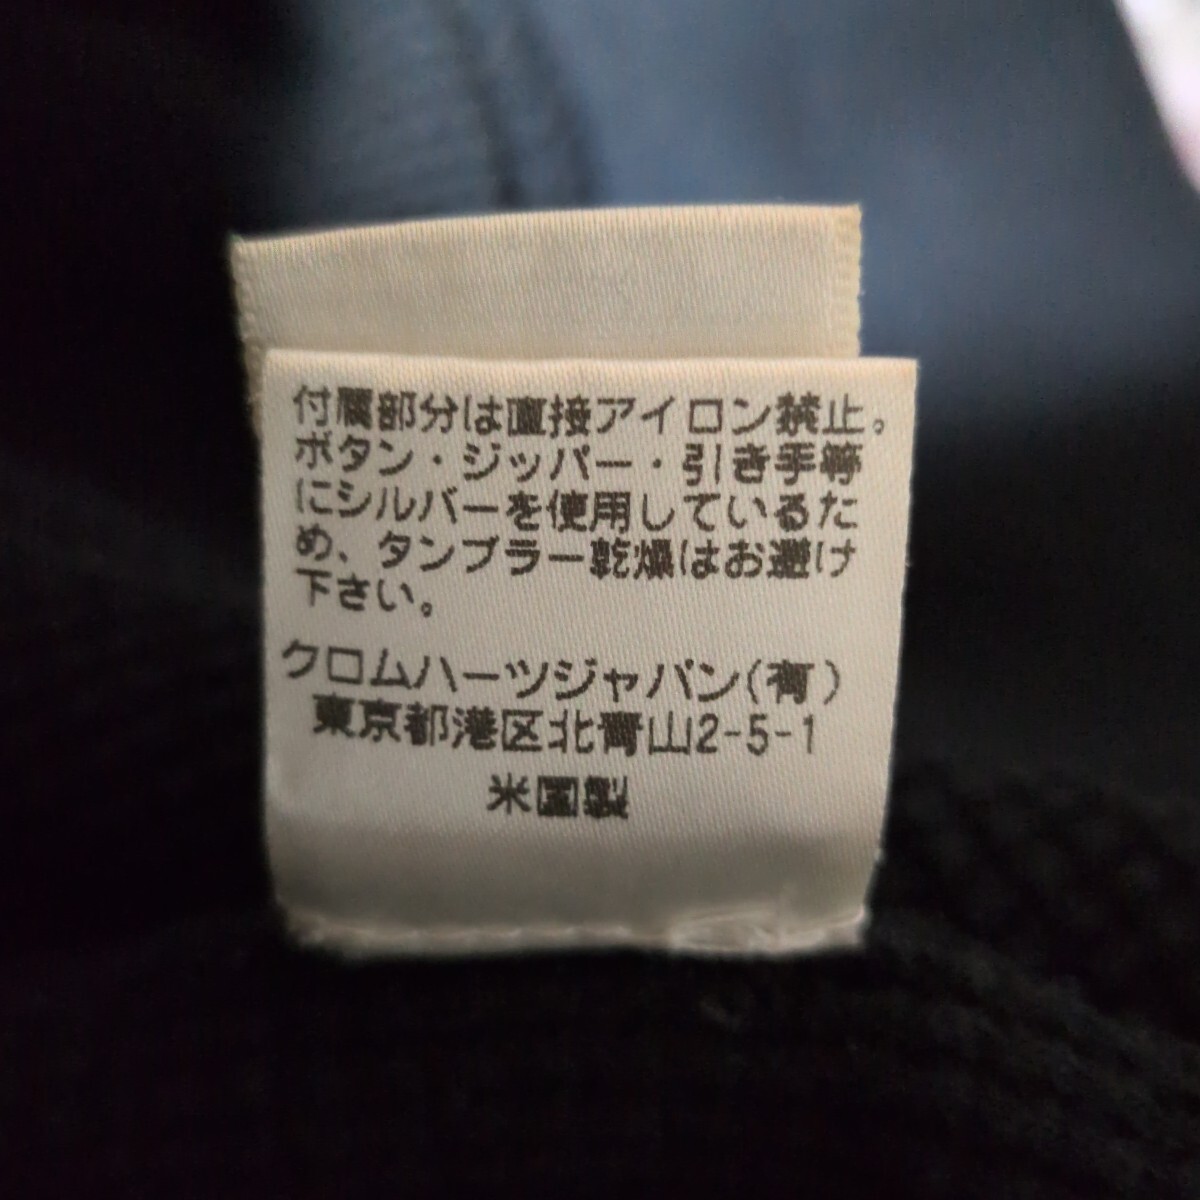 付属部分は直接アイロン禁止。
ボタン・ジッパー・引き手等
にシルバーを使用しているた
め、タンブラー乾燥はお避け
下さい。
クロムハーツジャパン(有)
東京都港区北青山2-5-1
米国製